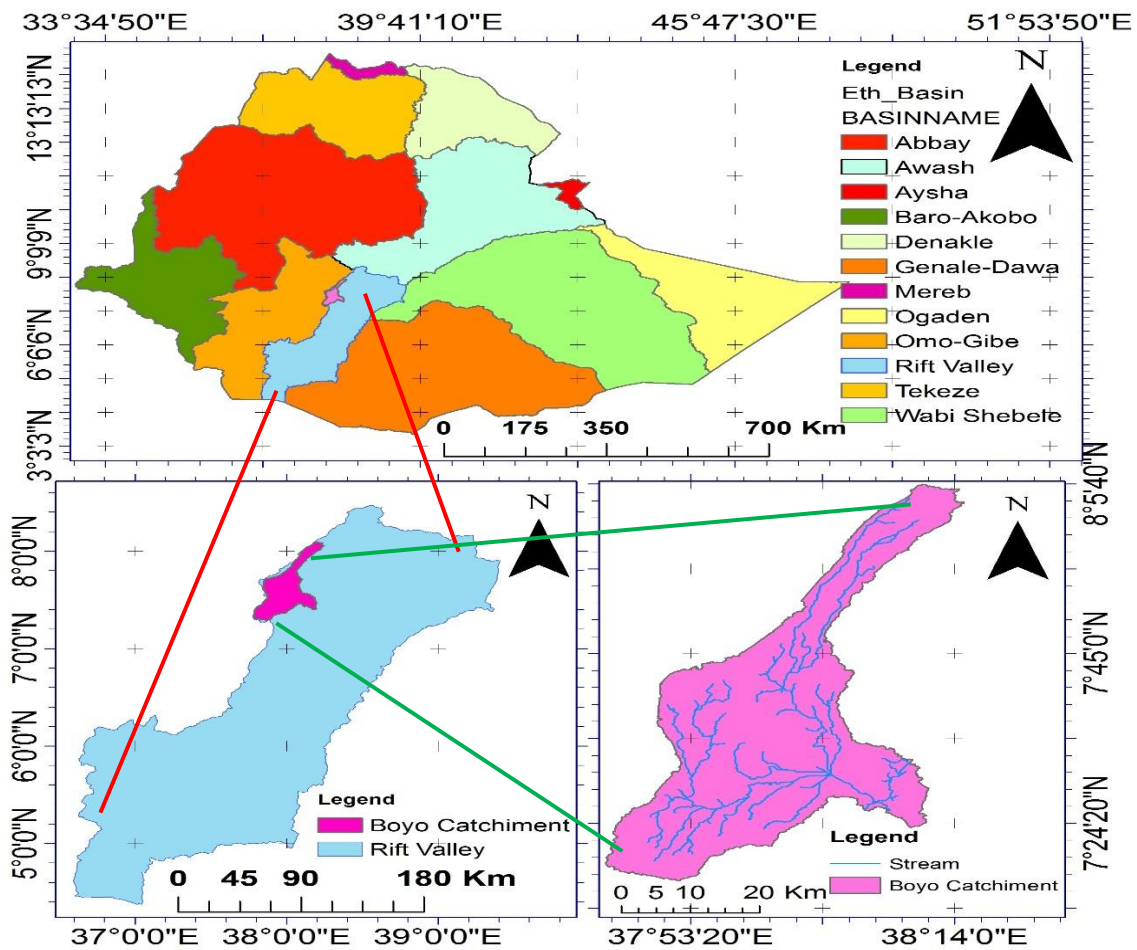 33°34'50"E 39°41'10"E 45°47'30"E 51°53'50"E
13°13'13"N
9°9'9"N
6°6'6"N
3°3'3"N
N
Legend
Eth_Basin
BASINNAME
Abbay
Awash
Aysha
Baro-Akobo
Denakle
Genale-Dawa
Mereb
Ogaden
Omo-Gibe
Rift Valley
Tekeze
Wabi Shebele
0 175 350 700 Km
N
8°0'0"N
7°0'0"N
6°0'0"N
5°0'0"N
Legend
Boyo Catchiment
Rift Valley
0 45 90 180 Km
37°0'0"E 38°0'0"E 39°0'0"E
N
8°5'40"N
7°45'0"N
7°24'20"N
Legend
Stream
Boyo Catchiment
0 5 10 20 Km
37°53'20"E 38°14'0"E